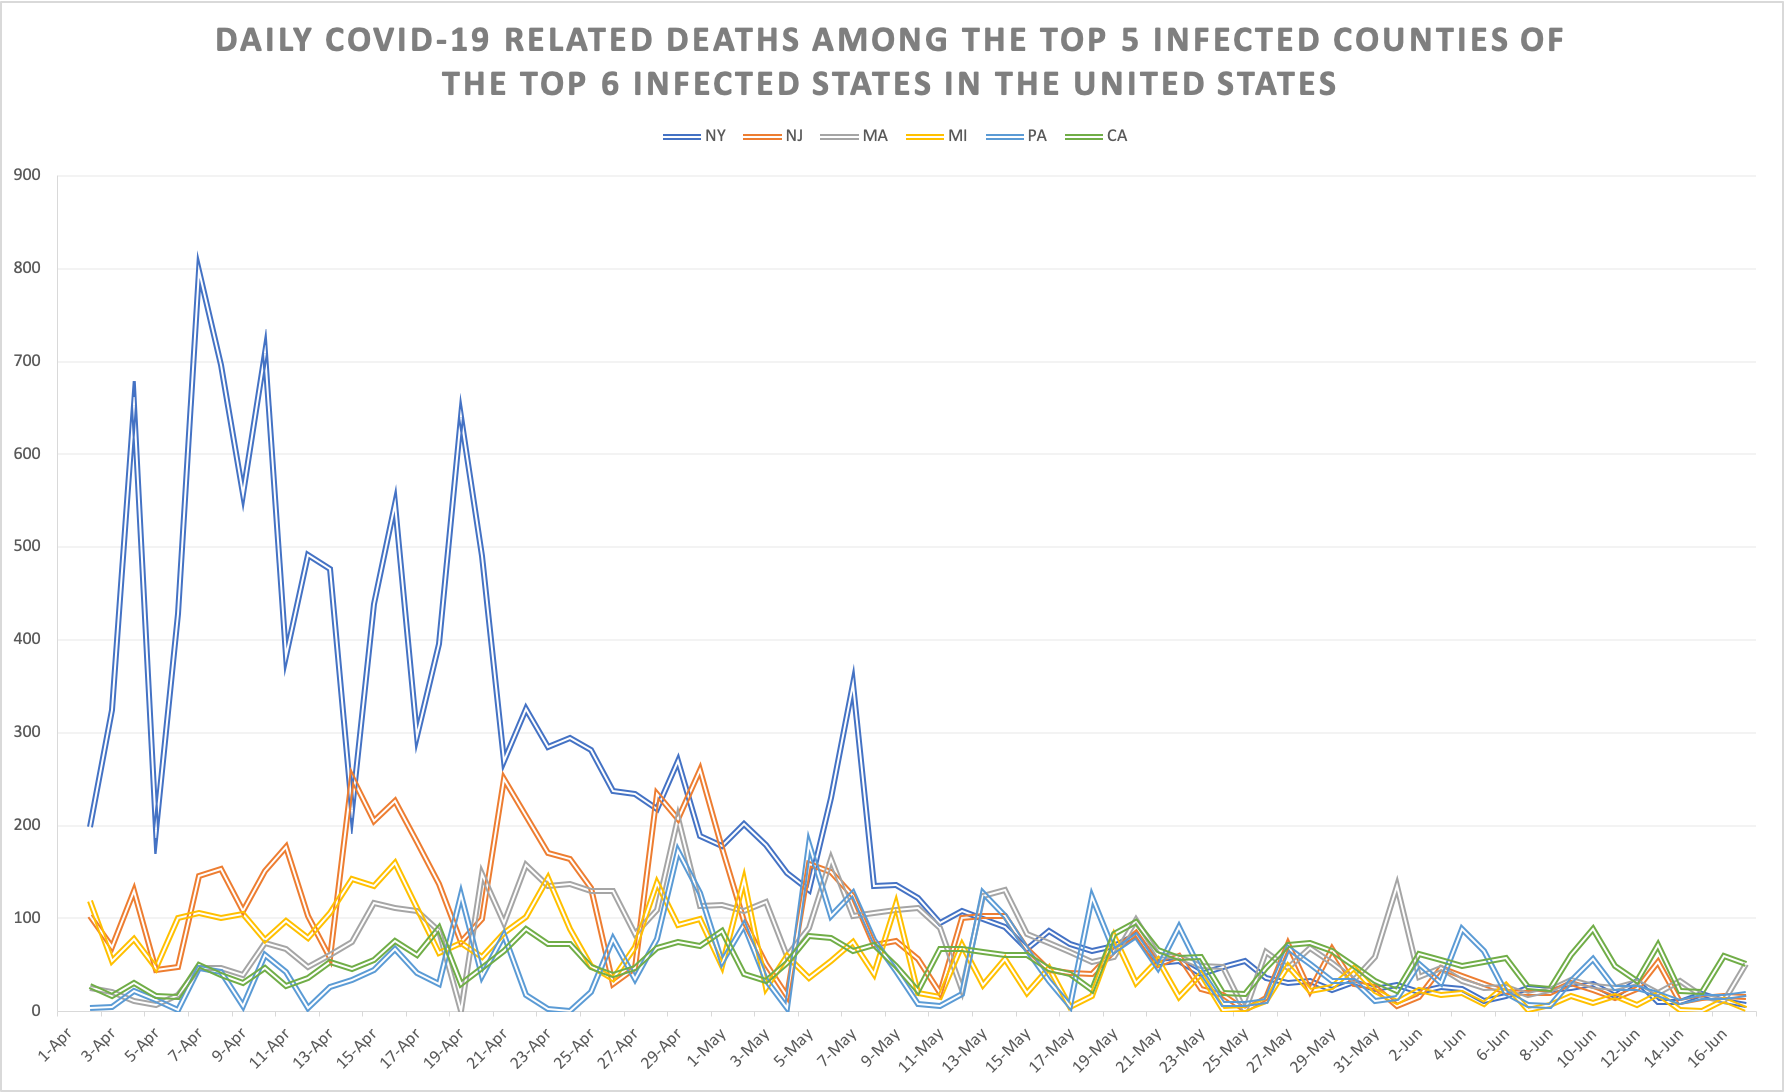 DAILY COVID-19 RELATED DEATHS AMONG THE TOP 5 INFECTED COUNTIES OF
THE TOP 6 INFECTED STATES IN THE UNITED STATES
NY NJ MA MI PA CA
900
800
700
600
500
400
300
200
100
0
1-Apr
3-Apr
5-Apr
7-Apr
9-Apr
11-Apr
13-Apr
15-Apr
17-Apr
19-Apr
21-Apr
23-Apr
25-Apr
27-Apr
29-Apr
1-May
3-May
5-May
7-May
9-May
11-May
13-May
15-May
17-May
19-May
21-May
23-May
25-May
27-May
29-May
31-May
2-Jun
4-Jun
6-Jun
8-Jun
10-Jun
12-Jun
14-Jun
16-Jun